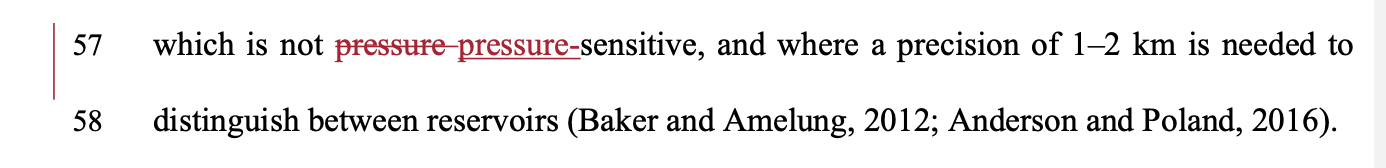 57 which is not pressure pressure-sensitive, and where a precision of 1–2 km is needed to
58 distinguish between reservoirs (Baker and Amelung, 2012; Anderson and Poland, 2016).